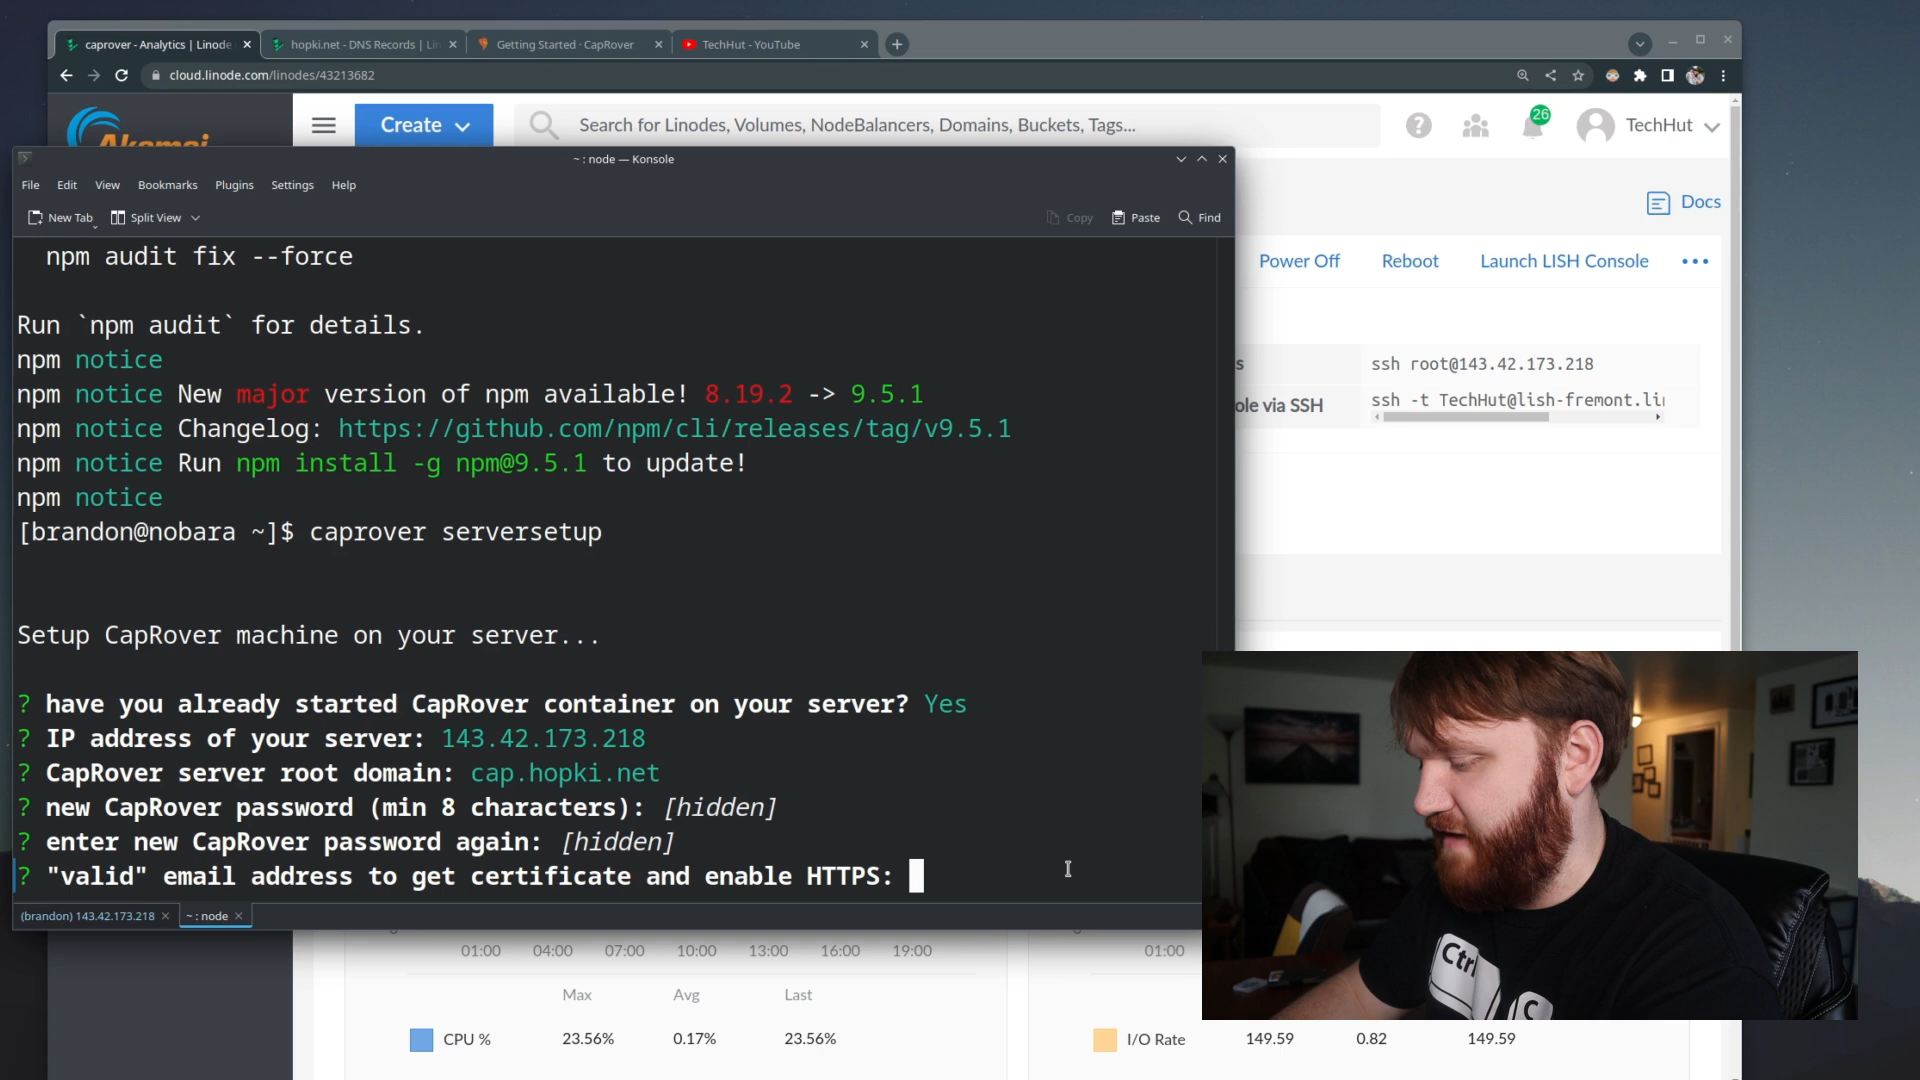 caprover - Analytics | Linode
hopki.net - DNS Records | Lin
Getting Started · CapRover
TechHut - YouTube
cloud.linode.com/linodes/43213682
Akamai
Create
Search for Linodes, Volumes, NodeBalancers, Domains, Buckets, Tags...
26
TechHut
~ : node — Konsole
File Edit View Bookmarks Plugins Settings Help
New Tab Split View Copy Paste Find
Docs
Power Off Reboot Launch LISH Console
s ssh root@143.42.173.218
ole via SSH ssh -t TechHut@lish-fremont.li
npm audit fix --force
Run `npm audit` for details.
npm notice
npm notice New major version of npm available! 8.19.2 -> 9.5.1
npm notice Changelog: https://github.com/npm/cli/releases/tag/v9.5.1
npm notice Run npm install -g npm@9.5.1 to update!
npm notice
[brandon@nobara ~]$ caprover serversetup
Setup CapRover machine on your server...
? have you already started CapRover container on your server? Yes
? IP address of your server: 143.42.173.218
? CapRover server root domain: cap.hopki.net
? new CapRover password (min 8 characters): [hidden]
? enter new CapRover password again: [hidden]
? "valid" email address to get certificate and enable HTTPS:
(brandon) 143.42.173.218
~ : node
01:00 04:00 07:00 10:00 13:00 16:00 19:00
01:00
Max Avg Last
CPU % 23.56% 0.17% 23.56%
I/O Rate 149.59 0.82 149.59
Ctrl
C